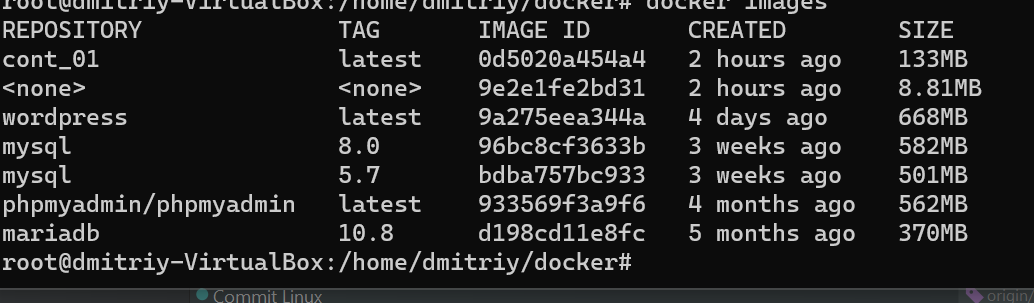 root@dmitriy-VirtualBox:/home/dmitriy/docker# docker images
REPOSITORY TAG IMAGE ID CREATED SIZE
cont_01 latest 0d5020a454a4 2 hours ago 133MB
<none> <none> 9e2e1fe2bd31 2 hours ago 8.81MB
wordpress latest 9a275eea344a 4 days ago 668MB
mysql 8.0 96bc8cf3633b 3 weeks ago 582MB
mysql 5.7 bdba757bc933 3 weeks ago 501MB
phpmyadmin/phpmyadmin latest 933569f3a9f6 4 months ago 562MB
mariadb 10.8 d198cd11e8fc 5 months ago 370MB
root@dmitriy-VirtualBox:/home/dmitriy/docker#
Commit Linux origin